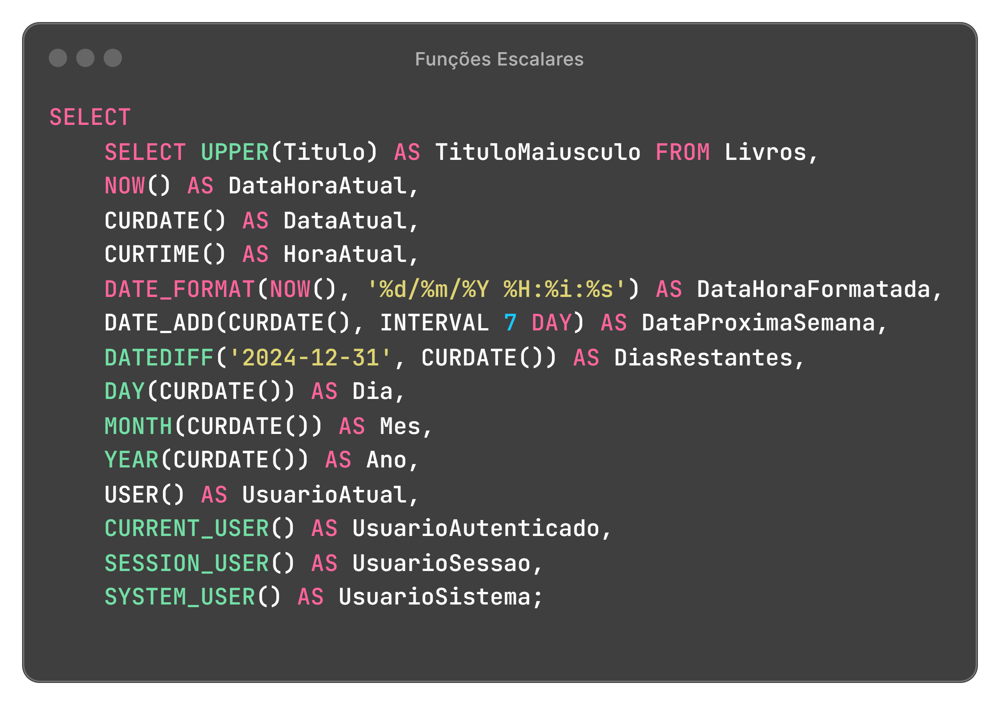 Funções Escalares
SELECT
    SELECT UPPER(Titulo) AS TituloMaiusculo FROM Livros,
    NOW() AS DataHoraAtual,
    CURDATE() AS DataAtual,
    CURTIME() AS HoraAtual,
    DATE_FORMAT(NOW(), '%d/%m/%Y %H:%i:%s') AS DataHoraFormatada,
    DATE_ADD(CURDATE(), INTERVAL 7 DAY) AS DataProximaSemana,
    DATEDIFF('2024-12-31', CURDATE()) AS DiasRestantes,
    DAY(CURDATE()) AS Dia,
    MONTH(CURDATE()) AS Mes,
    YEAR(CURDATE()) AS Ano,
    USER() AS UsuarioAtual,
    CURRENT_USER() AS UsuarioAutenticado,
    SESSION_USER() AS UsuarioSessao,
    SYSTEM_USER() AS UsuarioSistema;